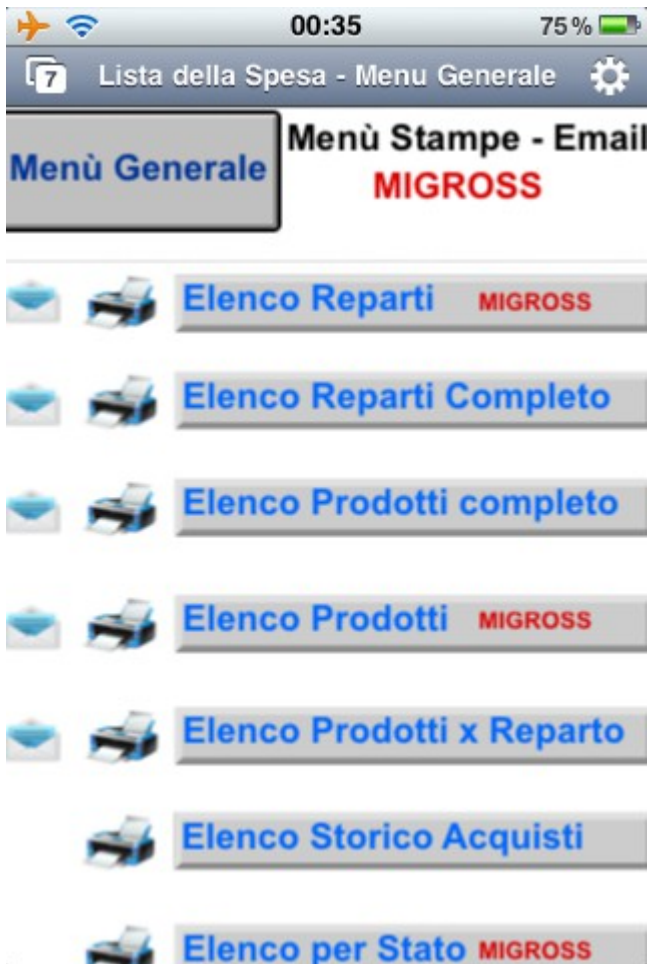 00:35
75%
7
Lista della Spesa - Menu Generale
Menù Generale
Menù Stampe - Email
MIGROSS
Elenco Reparti MIGROSS
Elenco Reparti Completo
Elenco Prodotti completo
Elenco Prodotti MIGROSS
Elenco Prodotti x Reparto
Elenco Storico Acquisti
Elenco per Stato MIGROSS